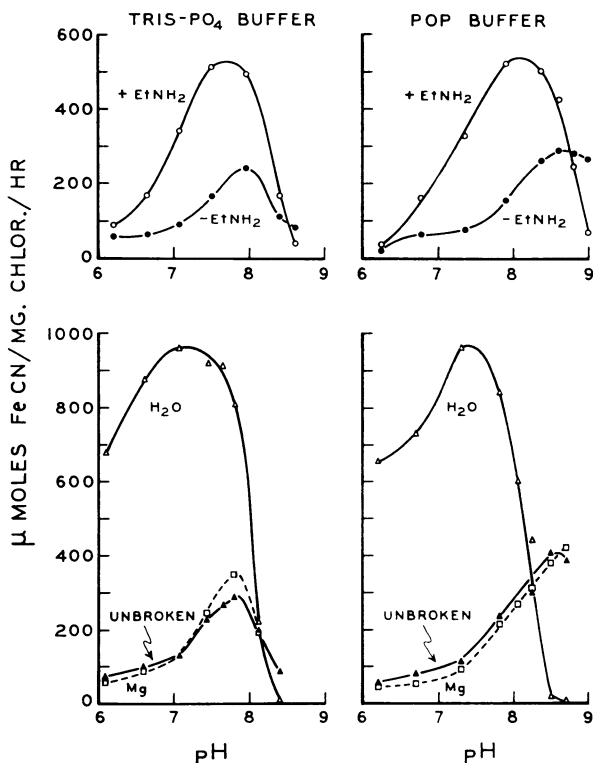 TRIS-PO₄ BUFFER
POP BUFFER
μ MOLES FeCN/MG. CHLOR./HR
600
400
200
0
+ EtNH₂
-EtNH₂
6 7 8 9
+ EtNH₂
-EtNH₂
6 7 8 9
1000
800
600
400
200
0
H₂O
UNBROKEN
Mg
6 7 8 9
pH
H₂O
UNBROKEN
Mg
6 7 8 9
pH